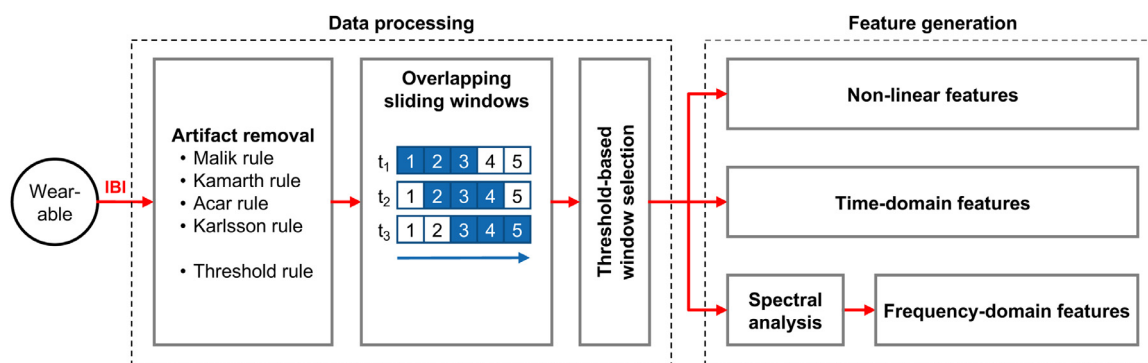 Data processing
Feature generation
Wear-
able
IBI
Artifact removal
• Malik rule
• Kamarth rule
• Acar rule
• Karlsson rule
• Threshold rule
Overlapping
sliding windows
t1 1 2 3 4 5
t2 1 2 3 4 5
t3 1 2 3 4 5
Threshold-based
window selection
Non-linear features
Time-domain features
Spectral
analysis
Frequency-domain features